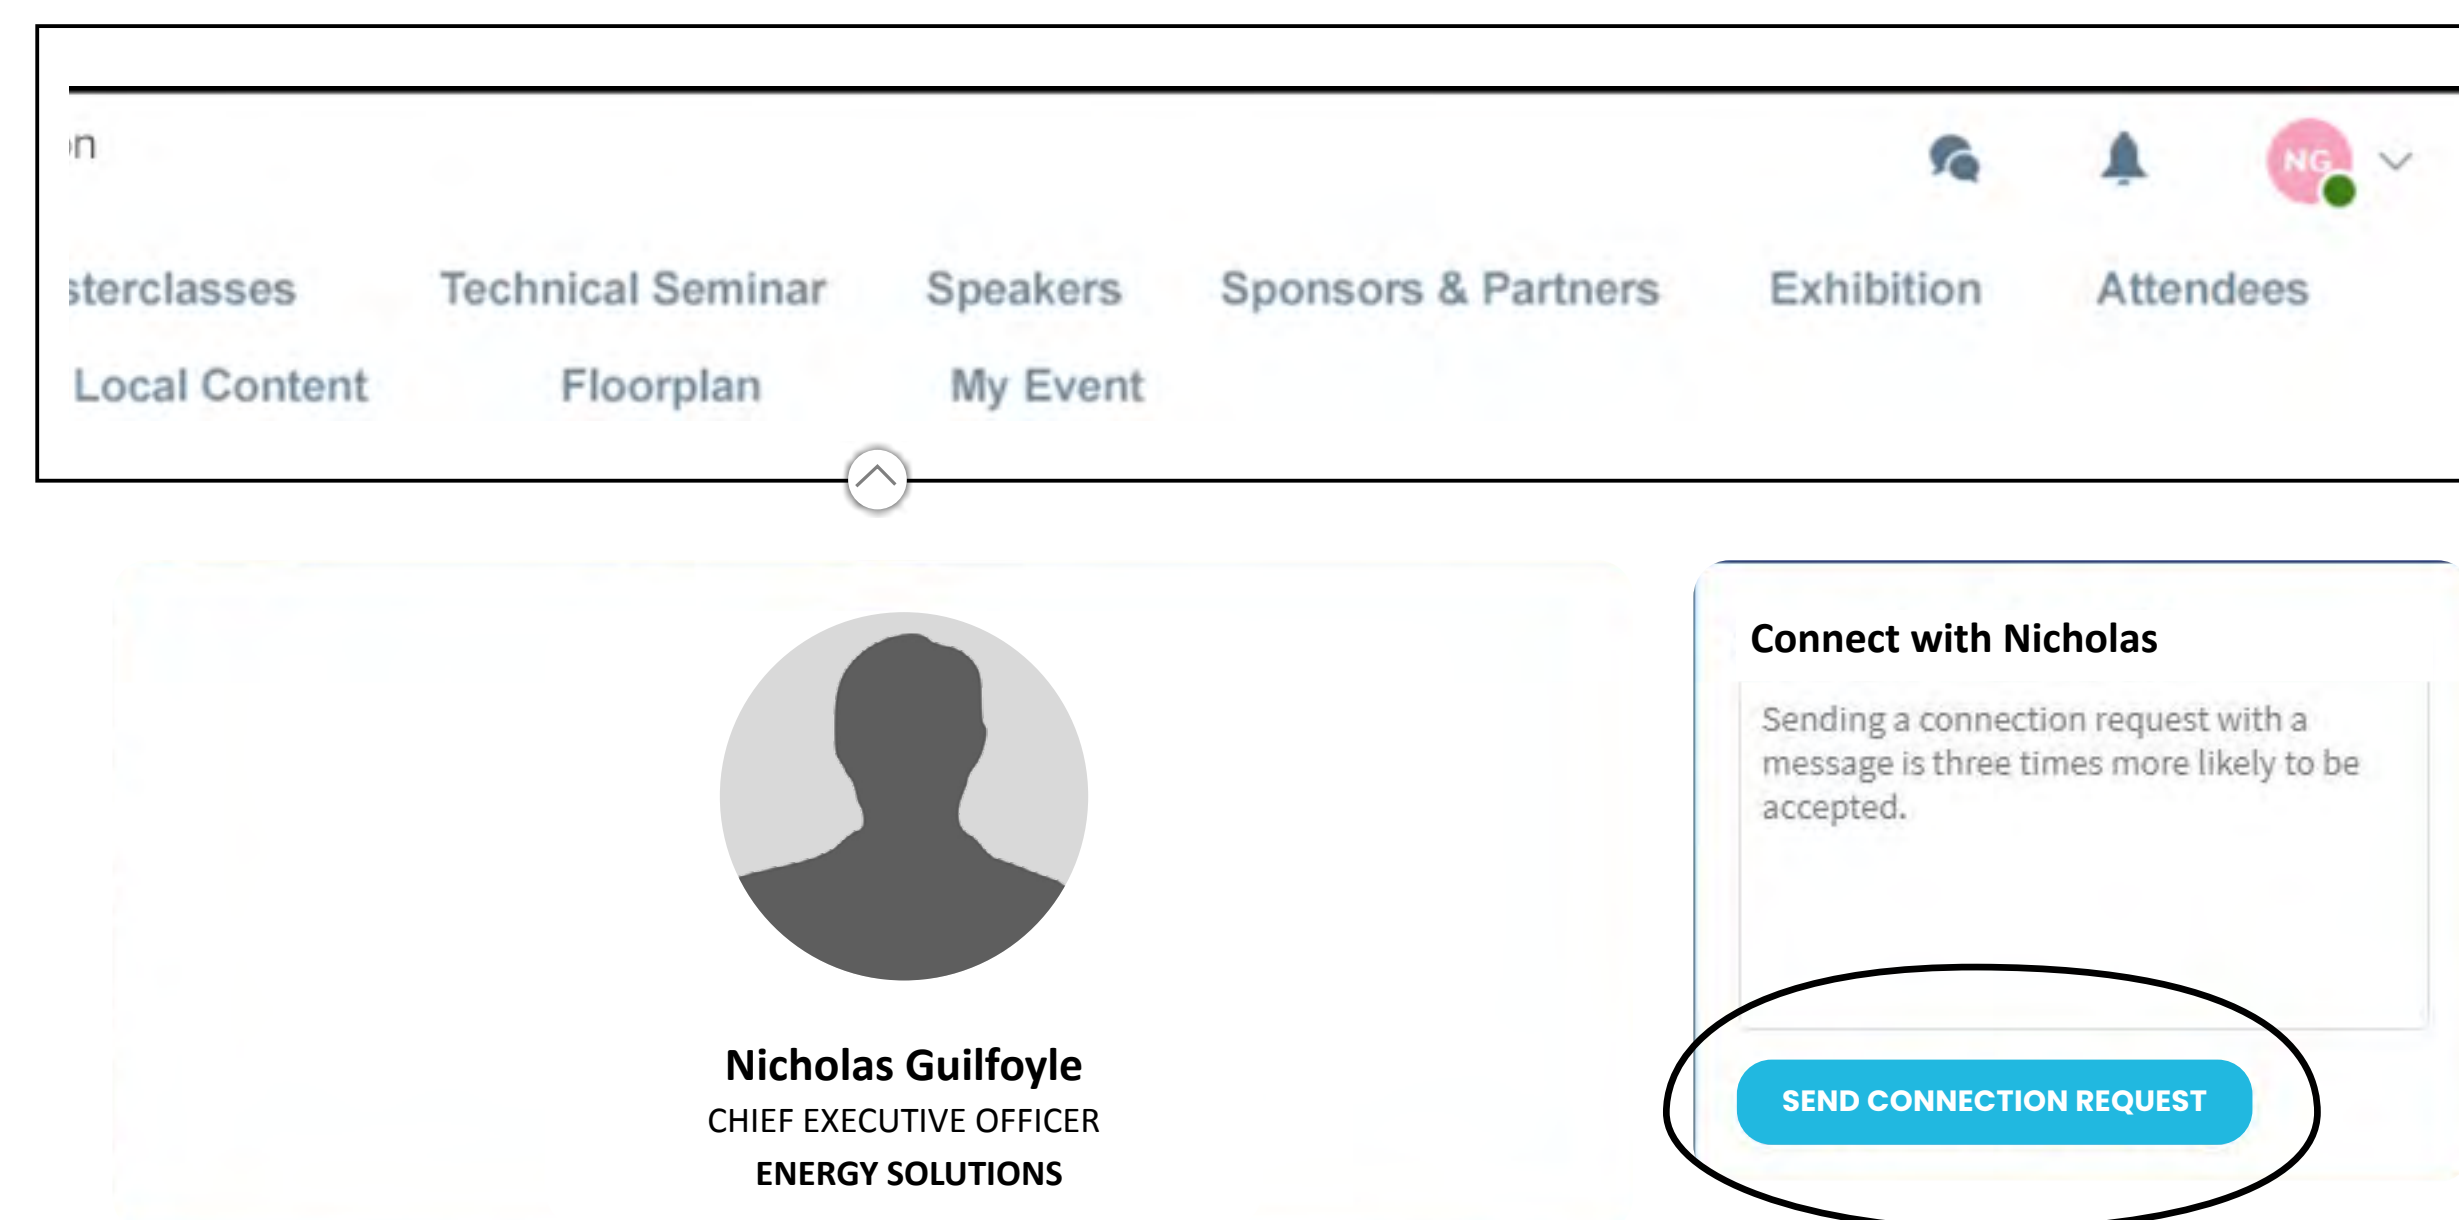 on
NG
sterclasses Technical Seminar Speakers Sponsors & Partners Exhibition Attendees
Local Content Floorplan My Event
Connect with Nicholas
Sending a connection request with a
message is three times more likely to be
accepted.
Nicholas Guilfoyle
CHIEF EXECUTIVE OFFICER
ENERGY SOLUTIONS
SEND CONNECTION REQUEST